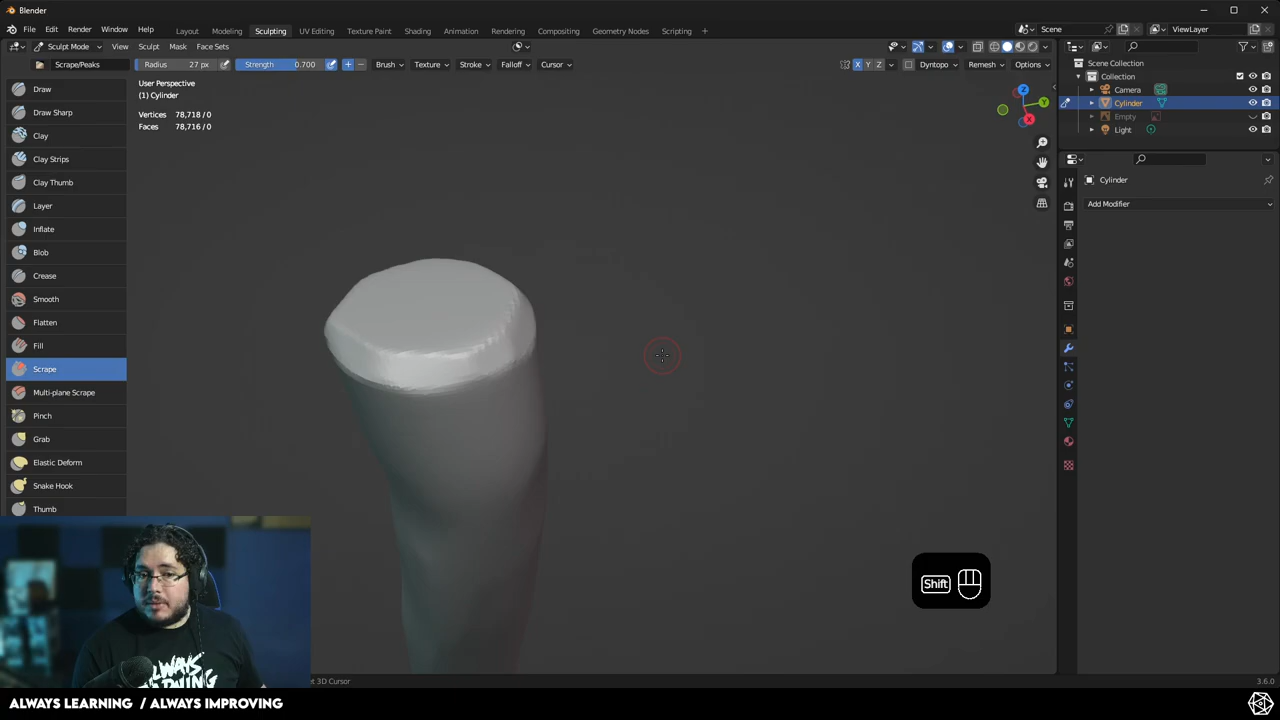 Blender
File Edit Render Window Help Layout Modeling Sculpting UV Editing Texture Paint Shading Animation Rendering Compositing Geometry Nodes Scripting + Scene ViewLayer
Sculpt Mode View Sculpt Mask Face Sets
Scrape/Peaks Radius 27 px Strength 0.700 Brush Texture Stroke Falloff Cursor X Y Z Dyntopo Remesh Options
Scene Collection
Collection
Camera
Cylinder
Empty
Light
User Perspective
(1) Cylinder
Vertices 78,718 / 0
Faces 78,716 / 0
Z
Y
X
Draw
Draw Sharp
Clay
Clay Strips
Clay Thumb
Layer
Inflate
Blob
Crease
Smooth
Flatten
Fill
Scrape
Multi-plane Scrape
Pinch
Grab
Elastic Deform
Snake Hook
Thumb
Cylinder
Add Modifier
Shift
ALWAYS
LEARNING
3D Cursor
3.6.0
ALWAYS LEARNING / ALWAYS IMPROVING